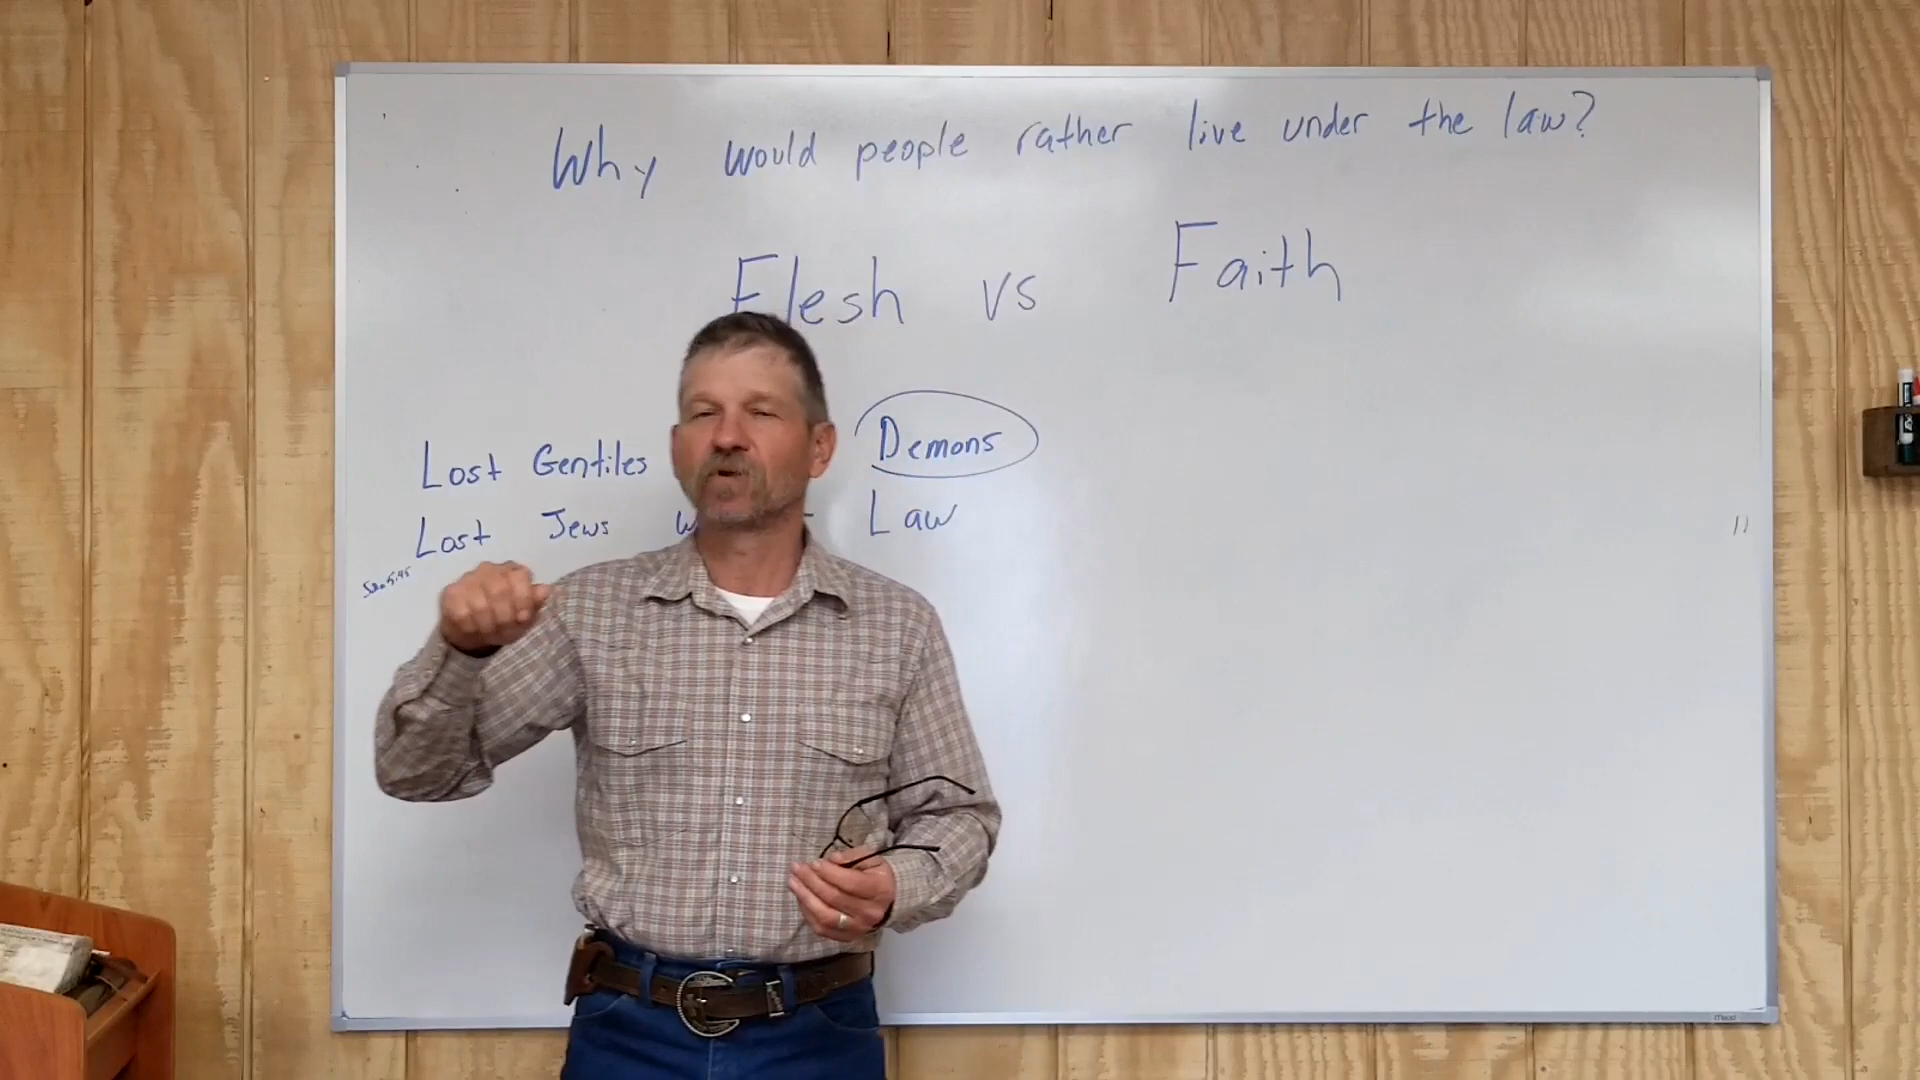 Why would people rather live under the law?
Flesh vs Faith
Lost Gentiles Demons
Lost Jews Law